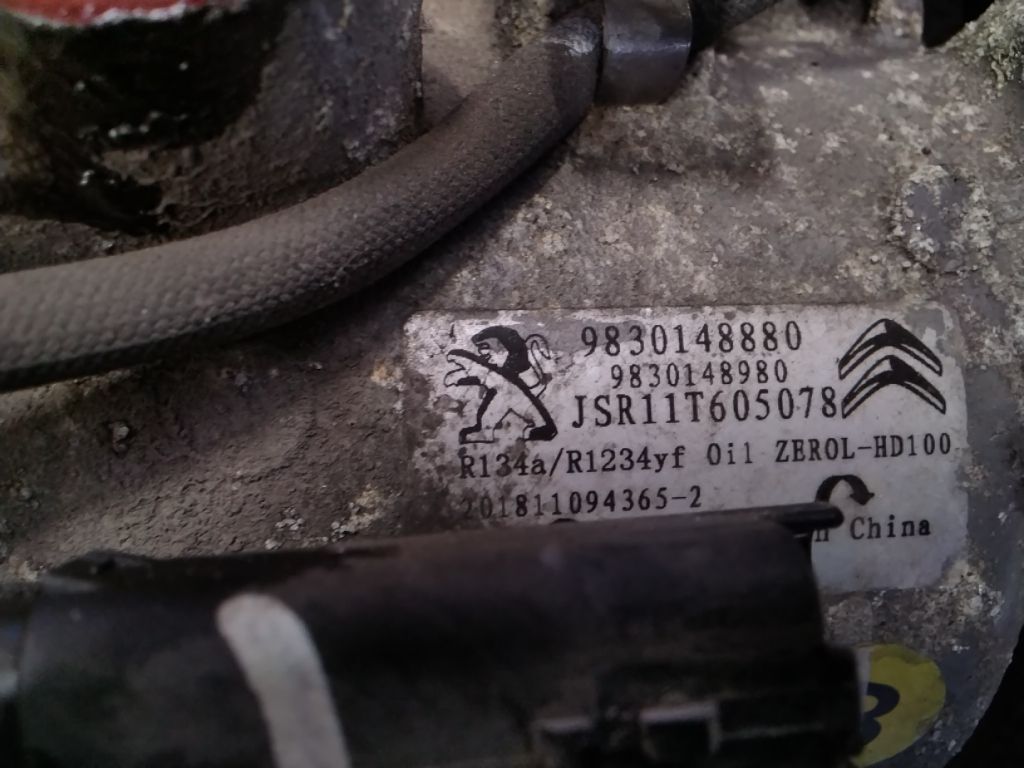 9830148880
9830148980
JSR11T605078
R134a/R1234yf Oil ZEROL-HD100
201811094365-2
China